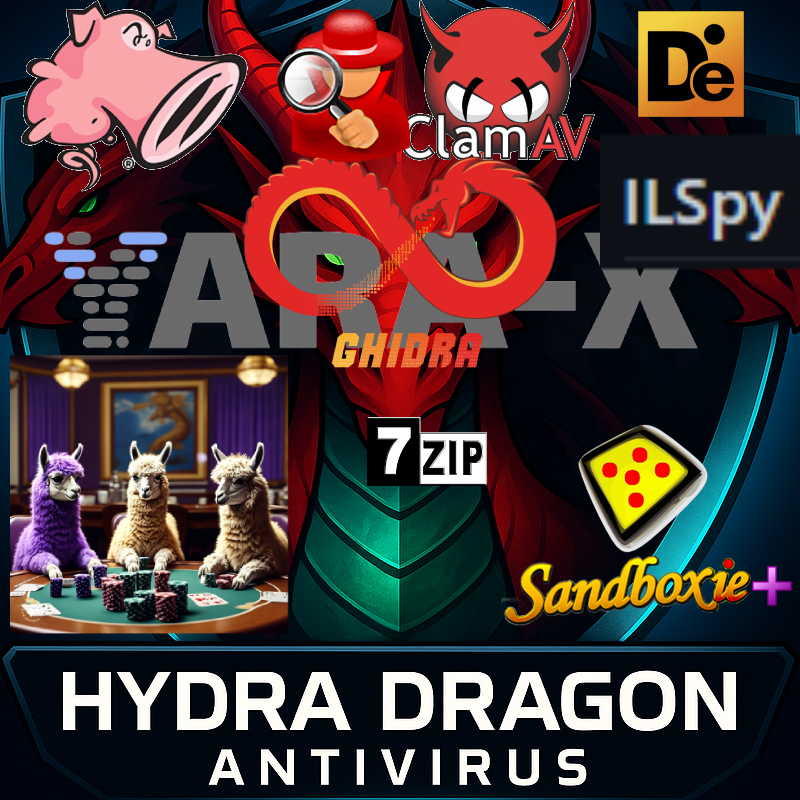 ®
De
ClamAV
ILSpy
YARA-X
GHIDRA
7ZIP
Sandboxie+
HYDRA DRAGON
ANTIVIRUS